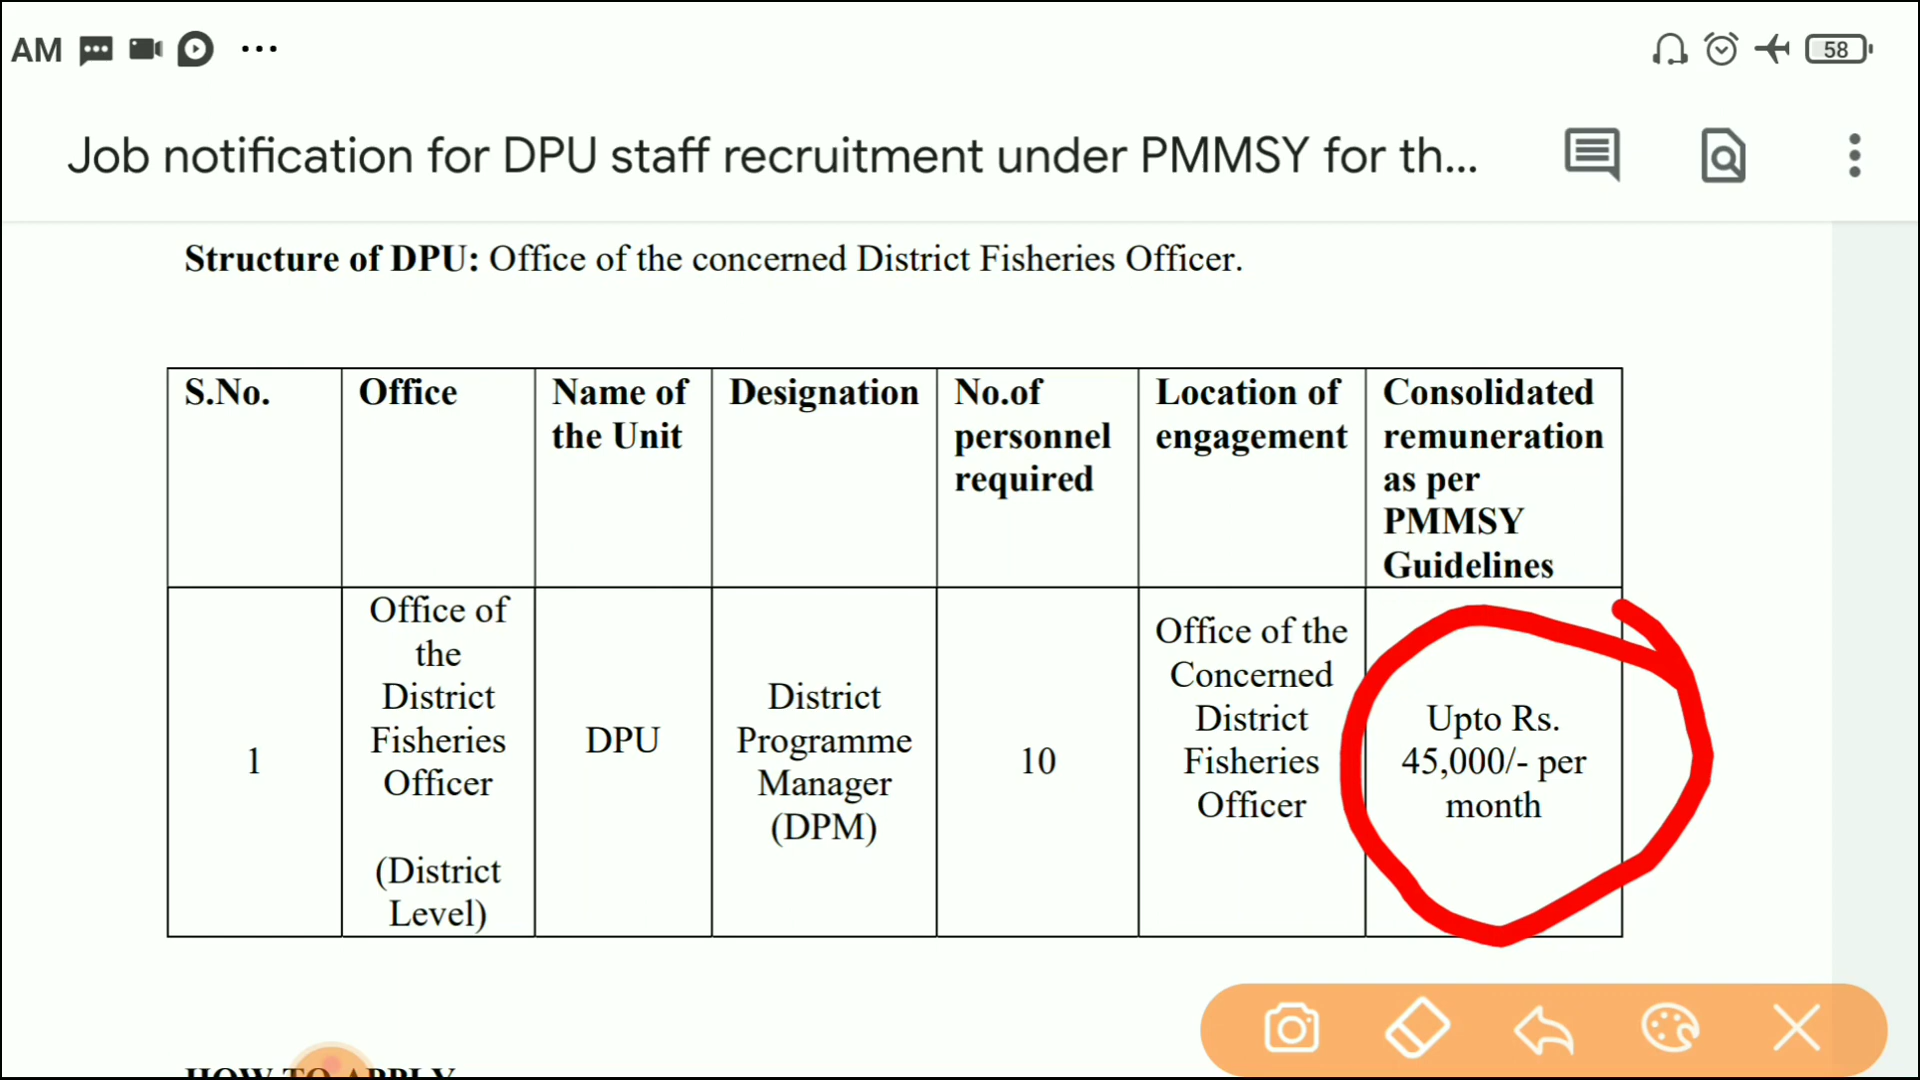 AM
58
Job notification for DPU staff recruitment under PMMSY for th...
Structure of DPU: Office of the concerned District Fisheries Officer.
S.No.
Office
Name of
the Unit
Designation
No.of
personnel
required
Location of
engagement
Consolidated
remuneration
as per
PMMSY
Guidelines
1
Office of
the
District
Fisheries
Officer
(District
Level)
DPU
District
Programme
Manager
(DPM)
10
Office of the
Concerned
District
Fisheries
Officer
Upto Rs.
45,000/- per
month
HOW TO APPLY